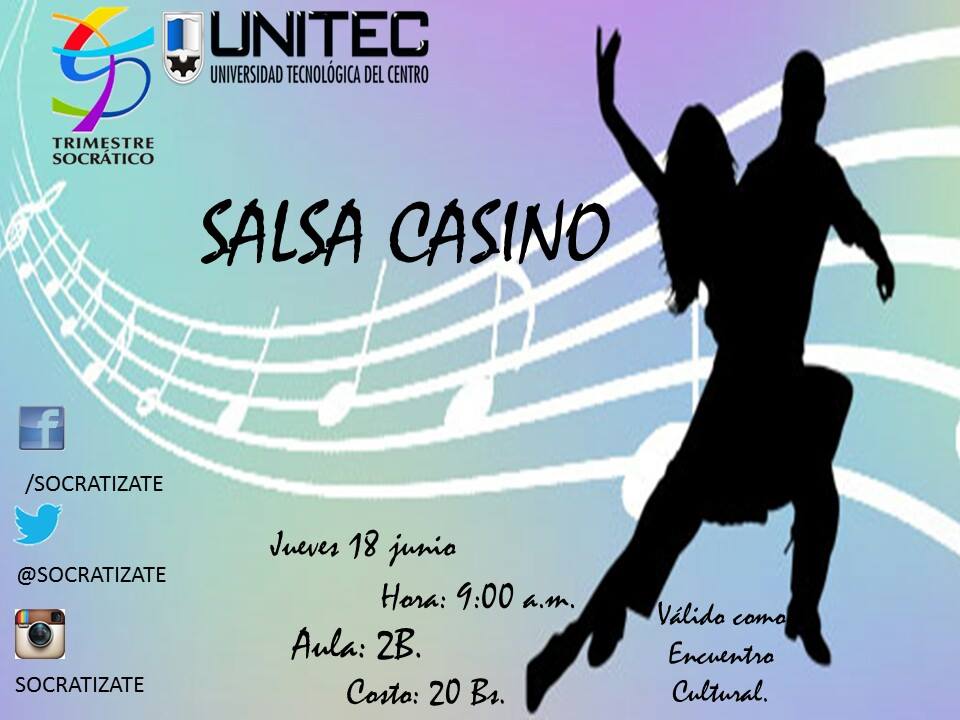 TRIMESTRE
SOCRÁTICO
UNITEC
UNIVERSIDAD TECNOLÓGICA DEL CENTRO
SALSA CASINO
/SOCRATIZATE
@SOCRATIZATE
SOCRATIZATE
Jueves 18 junio
Hora: 9:00 a.m.
Aula: 2B.
Costo: 20 Bs.
Válido como
Encuentro
Cultural.